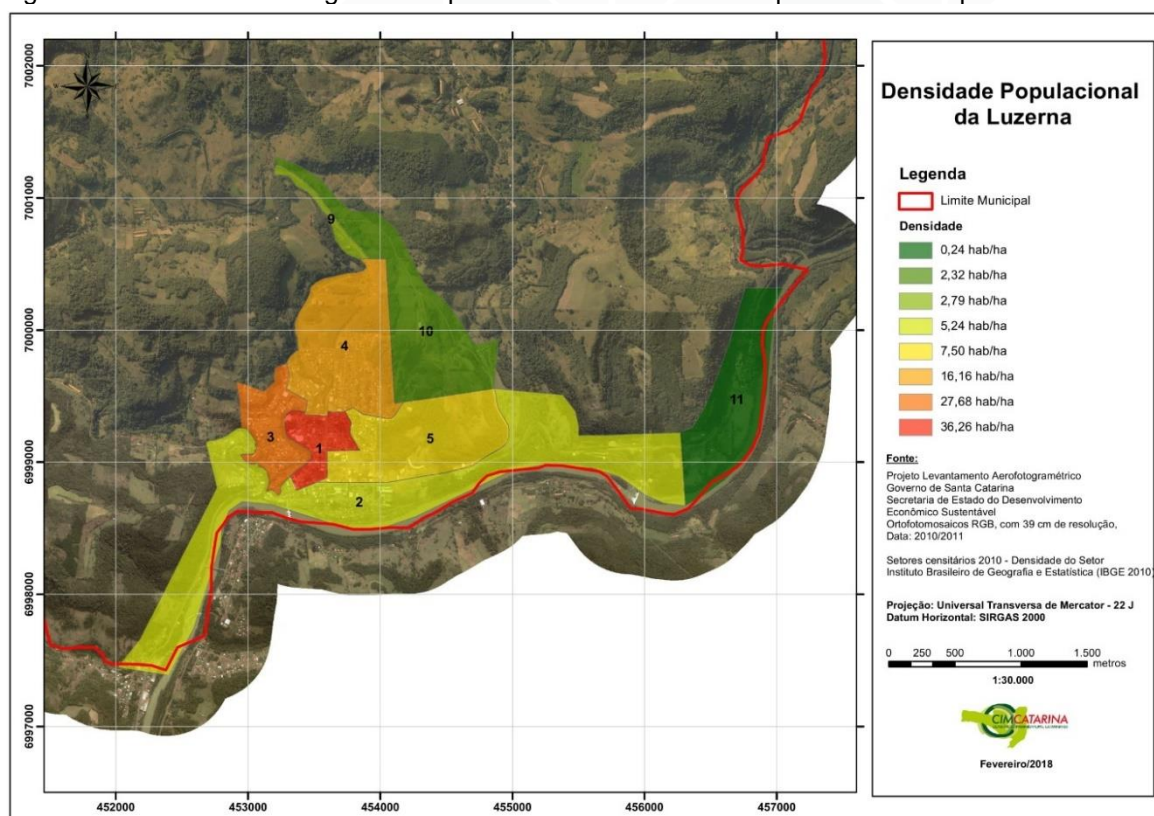 7002000
7001000
7000000
6999000
6998000
6997000
452000 453000 454000 455000 456000 457000
9
10
4
11
3
1
5
2
Densidade Populacional
da Luzerna
Legenda
Limite Municipal
Densidade
0,24 hab/ha
2,32 hab/ha
2,79 hab/ha
5,24 hab/ha
7,50 hab/ha
16,16 hab/ha
27,68 hab/ha
36,26 hab/ha
Fonte:
Projeto Levantamento Aerofotogramétrico
Governo de Santa Catarina
Secretaria de Estado do Desenvolvimento
Econômico Sustentável
Ortofotomosaicos RGB, com 39 cm de resolução,
Data: 2010/2011
Setores censitários 2010 - Densidade do Setor
Instituto Brasileiro de Geografia e Estatística (IBGE 2010)
Projeção: Universal Transversa de Mercator - 22 J
Datum Horizontal: SIRGAS 2000
0 250 500 1.000 1.500
metros
1:30.000
CIMCATARINA
Fevereiro/2018